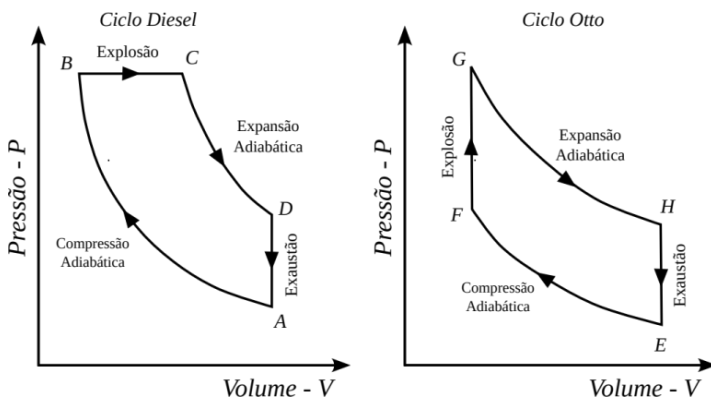 Ciclo Diesel
B
Explosão
C
Expansão
Adiabática
D
Compressão
Adiabática
Exaustão
A
Pressão - P
Volume - V
Ciclo Otto
G
Explosão
Expansão
Adiabática
F
H
Compressão
Adiabática
Exaustão
E
Pressão - P
Volume - V